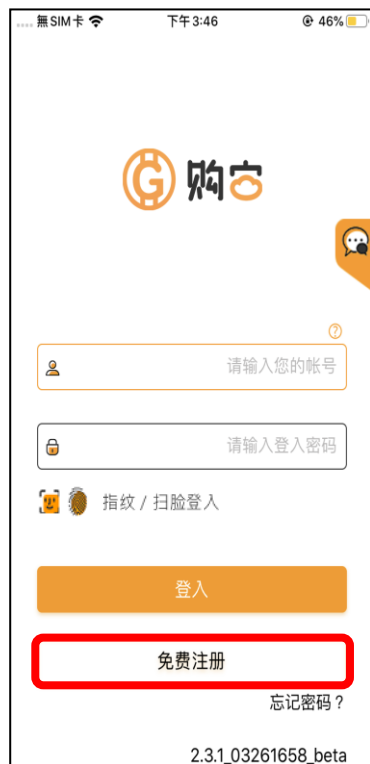 無SIM卡 下午3:46 46%
购容
请输入您的帐号
请输入登入密码
指纹 / 扫脸登入
登入
免费注册
忘记密码？
2.3.1_03261658_beta